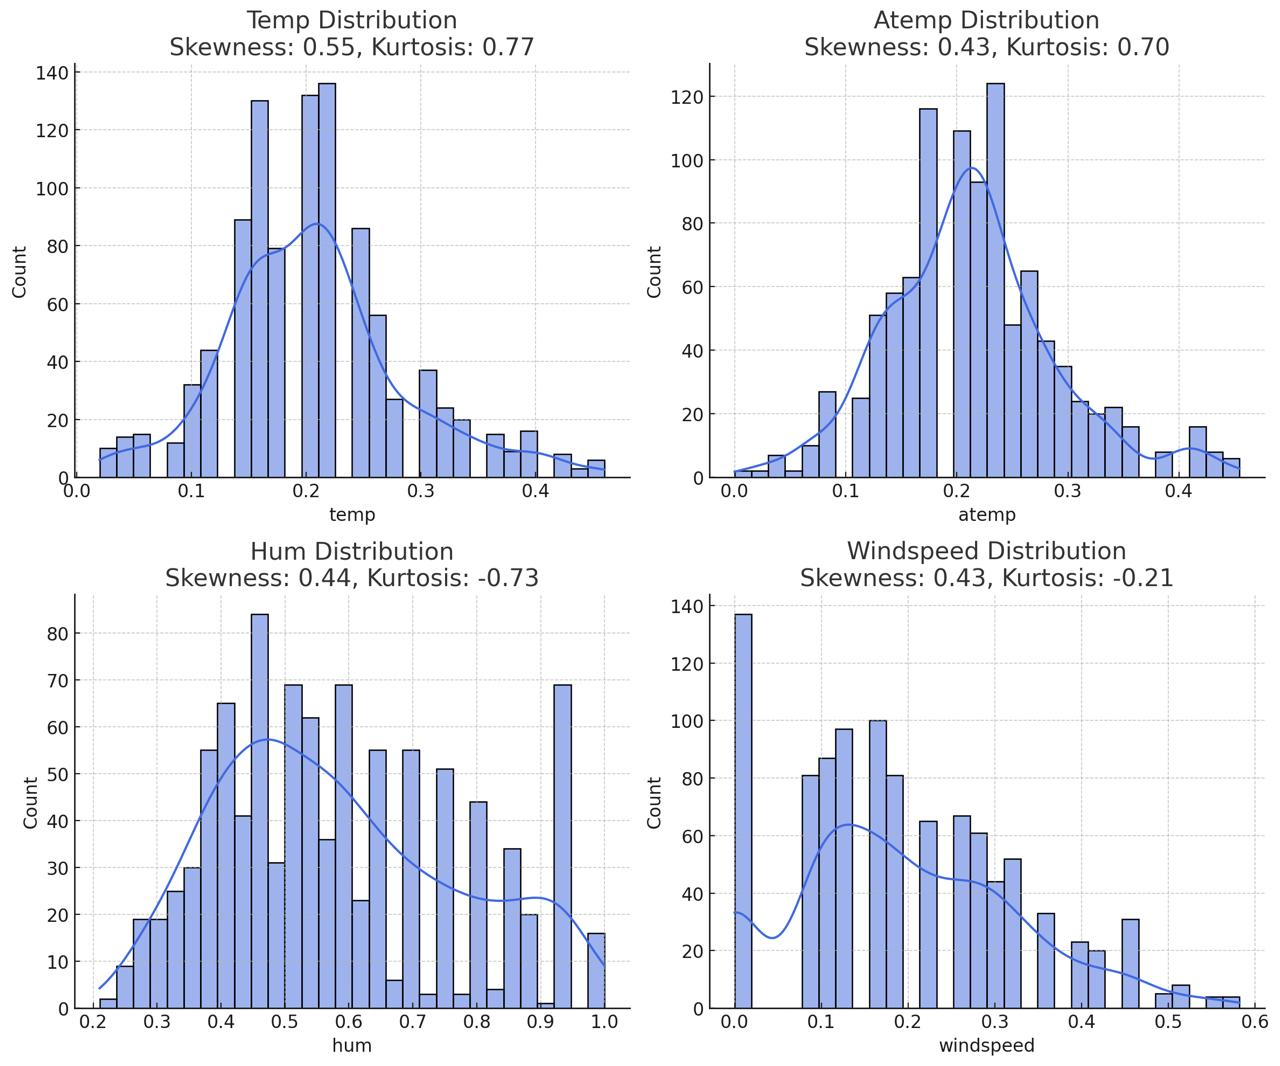 Temp Distribution
Skewness: 0.55, Kurtosis: 0.77
140
120
100
80
60
40
20
0
Count
0.0 0.1 0.2 0.3 0.4
temp
Atemp Distribution
Skewness: 0.43, Kurtosis: 0.70
120
100
80
60
40
20
0
Count
0.0 0.1 0.2 0.3 0.4
atemp
Hum Distribution
Skewness: 0.44, Kurtosis: -0.73
80
70
60
50
40
30
20
10
0
Count
0.2 0.3 0.4 0.5 0.6 0.7 0.8 0.9 1.0
hum
Windspeed Distribution
Skewness: 0.43, Kurtosis: -0.21
140
120
100
80
60
40
20
0
Count
0.0 0.1 0.2 0.3 0.4 0.5 0.6
windspeed